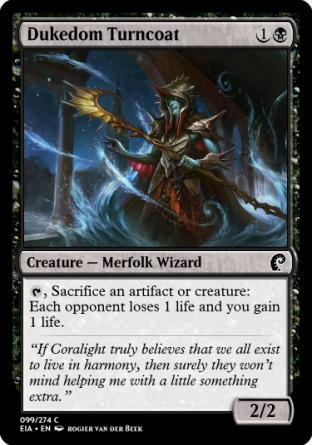 Dukedom Turncoat 1
Creature — Merfolk Wizard
, Sacrifice an artifact or creature:
Each opponent loses 1 life and you gain
1 life.
"If Coralight truly believes that we all exist
to live in harmony, then surely they won't
mind helping me with a little something
extra."
2/2
099/274 C
EIA • EN ROGIER VAN DER BEEK